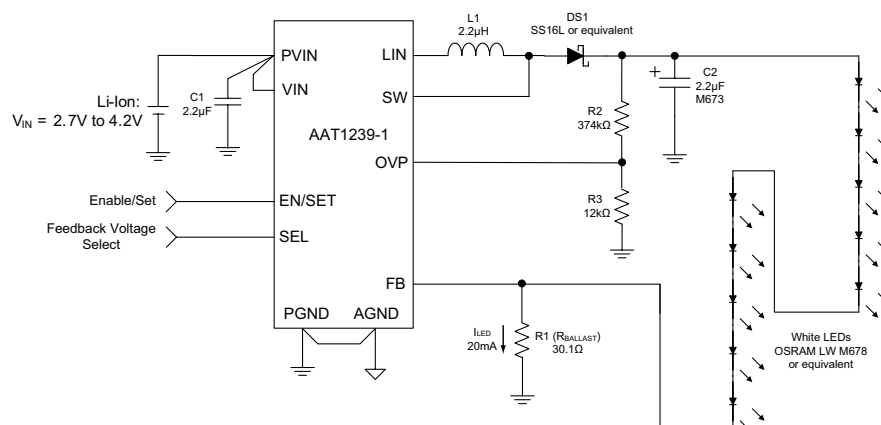 L1
2.2µH
DS1
SS16L or equivalent
PVIN
LIN
C1
2.2µF
VIN
SW
C2
2.2µF
M673
+
Li-Ion:
VIN = 2.7V to 4.2V
R2
374kΩ
AAT1239-1
OVP
Enable/Set
EN/SET
R3
12kΩ
Feedback Voltage
Select
SEL
FB
PGND
AGND
ILED
20mA
R1 (RBALLAST)
30.1Ω
White LEDs
OSRAM LW M678
or equivalent